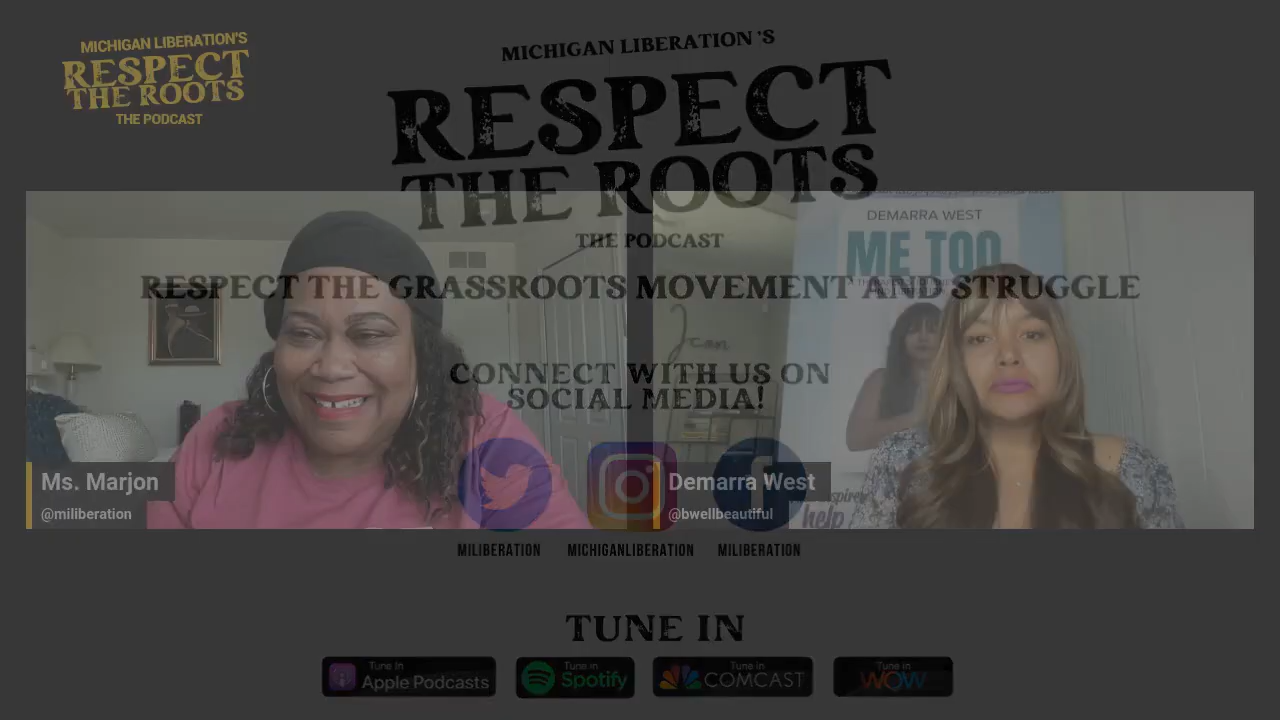 MICHIGAN LIBERATION'S
RESPECT
THE ROOTS
THE PODCAST
MICHIGAN LIBERATION'S
RESPECT
THE ROOTS
THE PODCAST
RESPECT THE GRASSROOTS MOVEMENT AND STRUGGLE
CONNECT WITH US ON
SOCIAL MEDIA!
DEMARRA WEST
ME TOO
Ms. Marjon
@miliberation
Demarra West
@bwellbeautiful
help
MILIBERATION
MICHIGANLIBERATION
MILIBERATION
TUNE IN
Tune In
Apple Podcasts
Tune in
Spotify
Tune in
COMCAST
Tune in
WOW